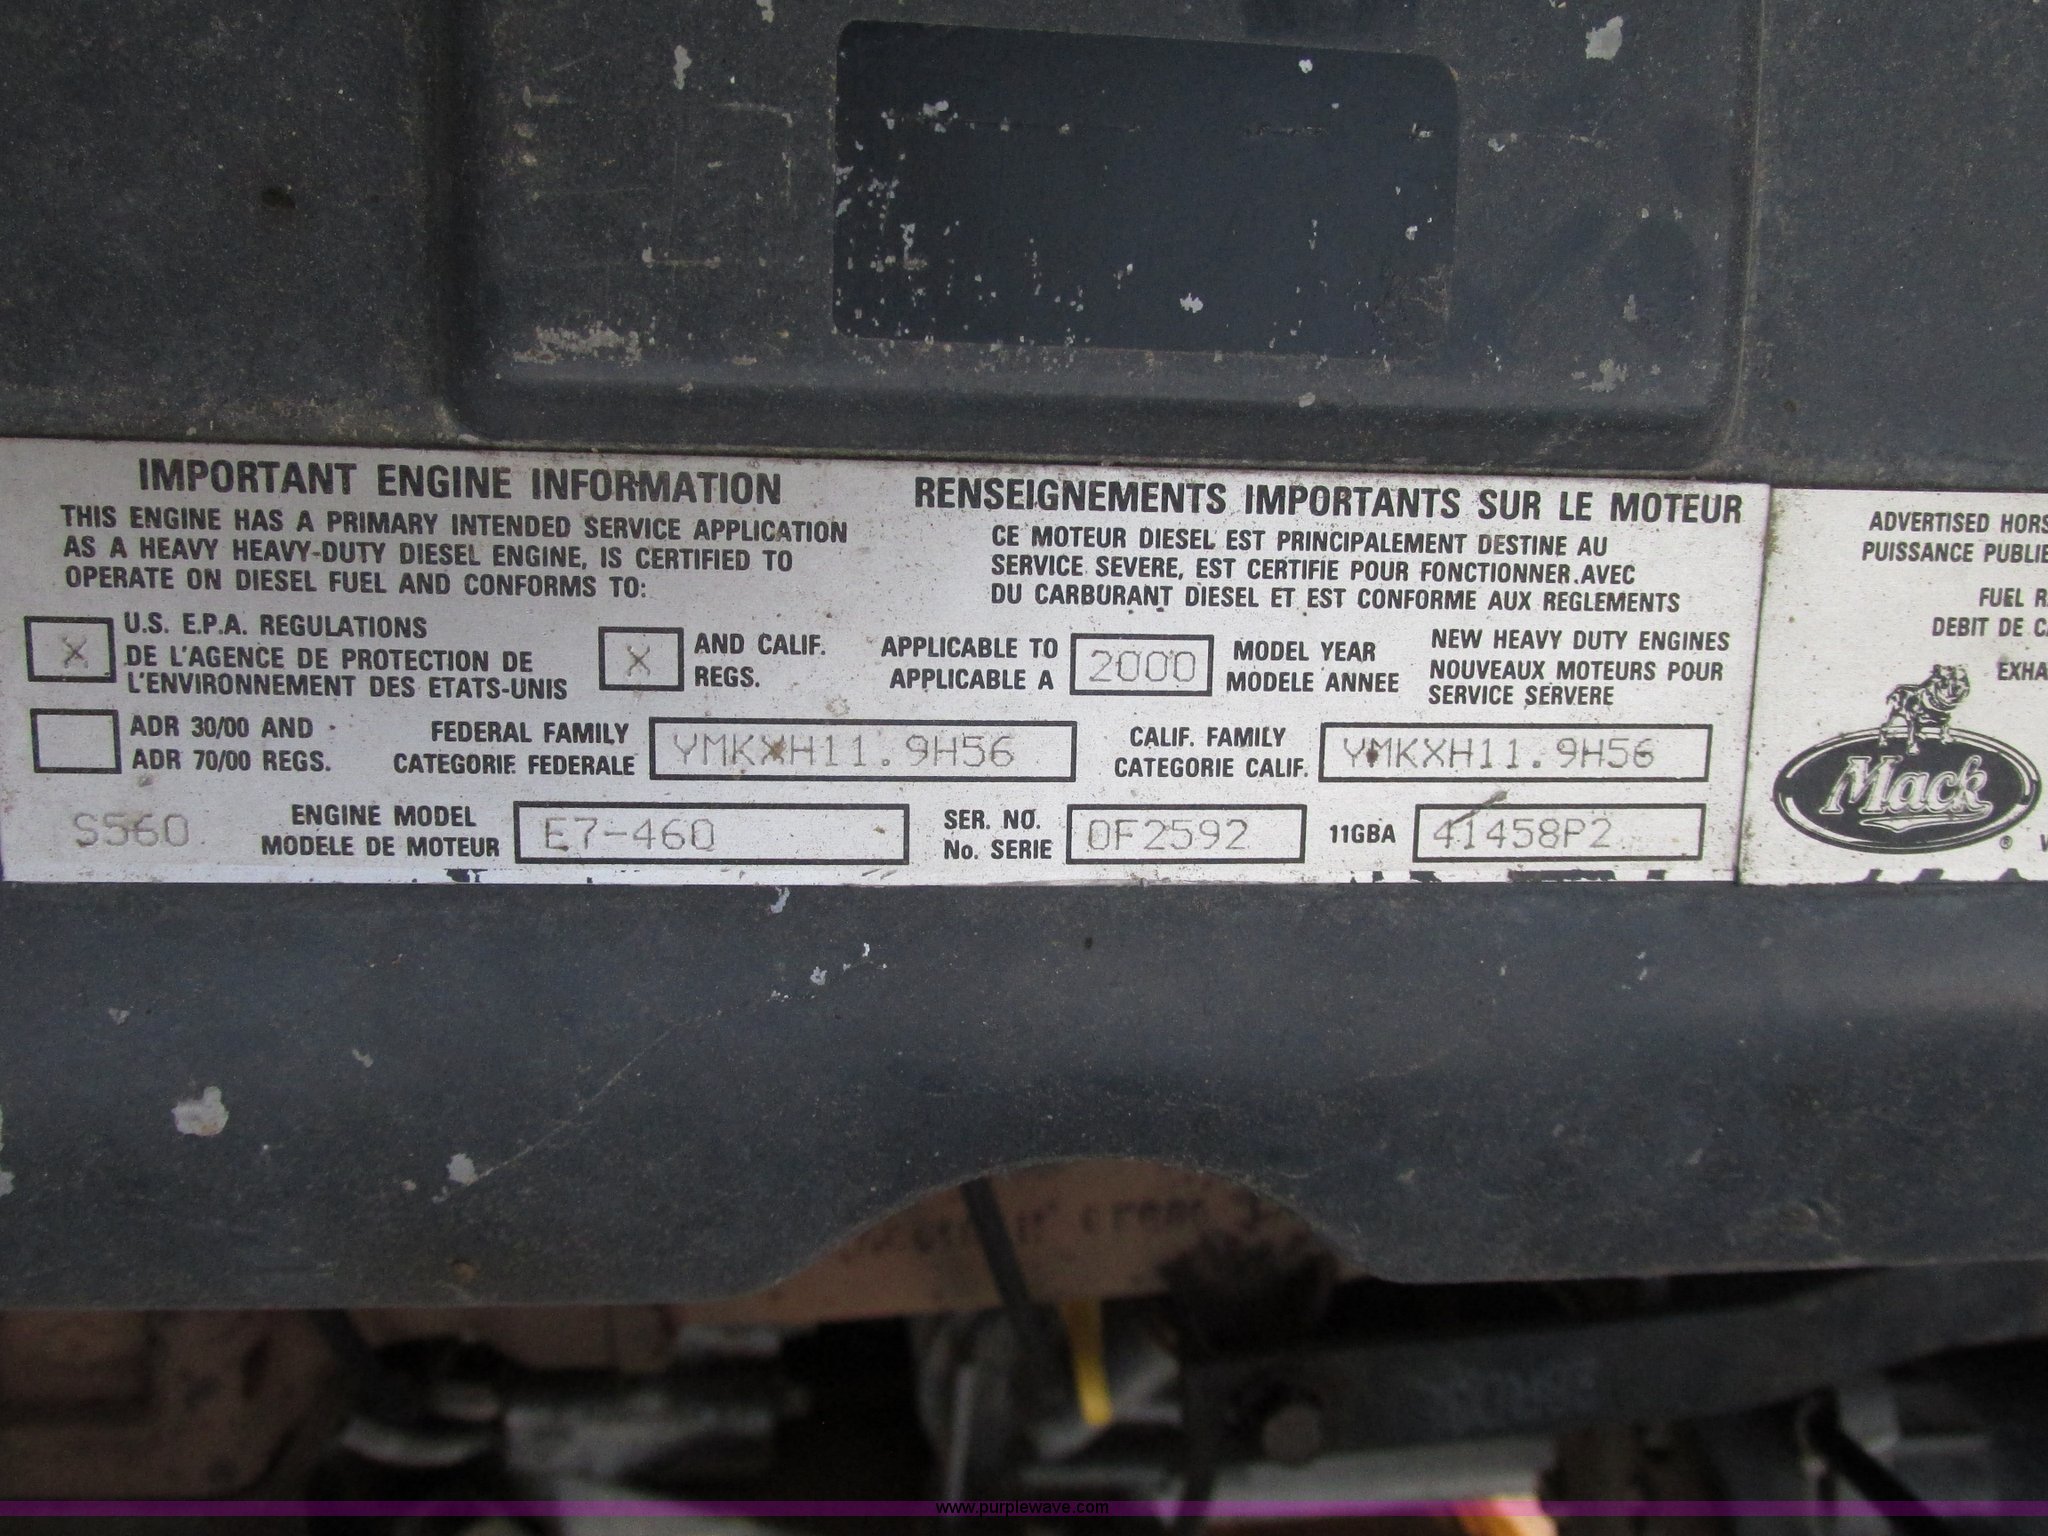 IMPORTANT ENGINE INFORMATION
THIS ENGINE HAS A PRIMARY INTENDED SERVICE APPLICATION
AS A HEAVY HEAVY-DUTY DIESEL ENGINE, IS CERTIFIED TO
OPERATE ON DIESEL FUEL AND CONFORMS TO:
RENSEIGNEMENTS IMPORTANTS SUR LE MOTEUR
CE MOTEUR DIESEL EST PRINCIPALEMENT DESTINE AU
SERVICE SEVERE, EST CERTIFIE POUR FONCTIONNER.AVEC
DU CARBURANT DIESEL ET EST CONFORME AUX REGLEMENTS
X
U.S. E.P.A. REGULATIONS
DE L'AGENCE DE PROTECTION DE
L'ENVIRONNEMENT DES ETATS-UNIS
X
AND CALIF.
REGS.
APPLICABLE TO
APPLICABLE A
2000
MODEL YEAR
MODELE ANNEE
NEW HEAVY DUTY ENGINES
NOUVEAUX MOTEURS POUR
SERVICE SERVERE
ADR 30/00 AND
ADR 70/00 REGS.
FEDERAL FAMILY
CATEGORIE FEDERALE
YMKXH11.9H56
CALIF. FAMILY
CATEGORIE CALIF.
YMKXH11.9H56
S560
ENGINE MODEL
MODELE DE MOTEUR
E7-460
SER. NO.
No. SERIE
0F2592
11GBA
41458P2
ADVERTISED HORS
PUISSANCE PUBLIE
FUEL R
DEBIT DE C
EXHA
Mack
®
www.purplewave.com